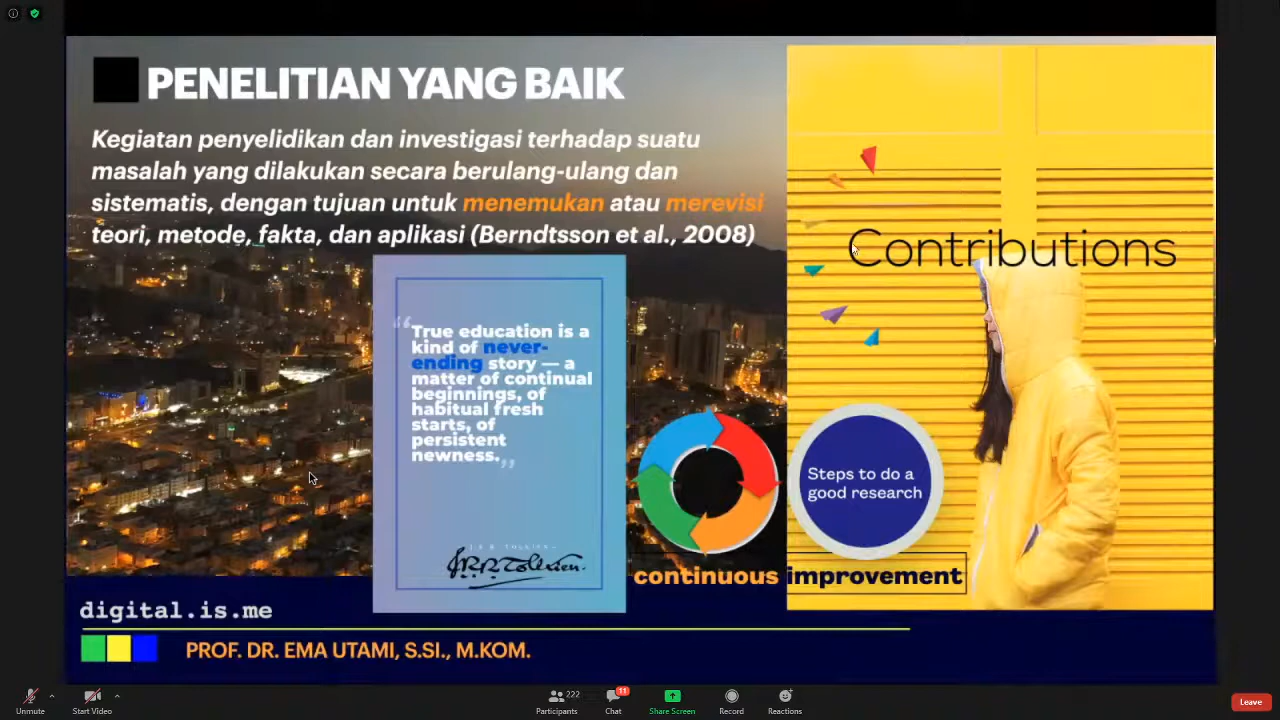 PENELITIAN YANG BAIK
Kegiatan penyelidikan dan investigasi terhadap suatu
masalah yang dilakukan secara berulang-ulang dan
sistematis, dengan tujuan untuk menemukan atau merevisi
teori, metode, fakta, dan aplikasi (Berndtsson et al., 2008)
Contributions
“True education is a
kind of never-
ending story — a
matter of continual
beginnings, of
habitual fresh
starts, of
persistent
newness.”
J.R.R. TOLKIEN
JRRTolkien.
Steps to do a
good research
continuous improvement
digital.is.me
PROF. DR. EMA UTAMI, S.SI., M.KOM.
Unmute
Start Video
222
Participants
11
Chat
Share Screen
Record
Reactions
Leave